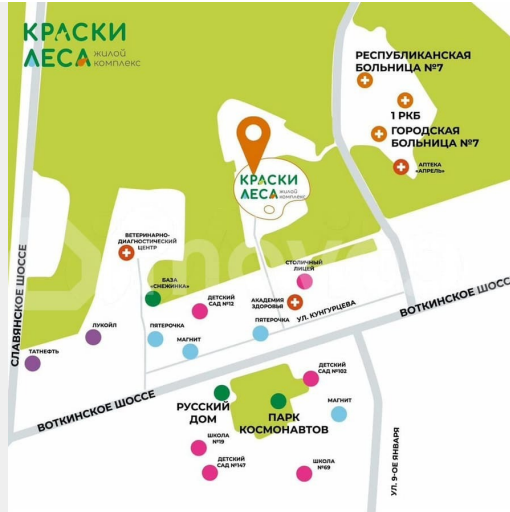 КРАСКИ
ЛЕСА жилой
комплекс
РЕСПУБЛИКАНСКАЯ
БОЛЬНИЦА №7
1 РКБ
ГОРОДСКАЯ
БОЛЬНИЦА №7
АПТЕКА
«АПРЕЛЬ»
КРАСКИ
ЛЕСА жилой
комплекс
ВЕТЕРИНАРНО-
ДИАГНОСТИЧЕСКИЙ
ЦЕНТР
СТОЛИЧНЫЙ
ЛИЦЕЙ
БАЗА
«СНЕЖИНКА»
ДЕТСКИЙ
САД №12
АКАДЕМИЯ
ЗДОРОВЬЯ
УЛ. КУНГУРЦЕВА
ВОТКИНСКОЕ ШОССЕ
СЛАВЯНСКОЕ ШОССЕ
ЛУКОЙЛ
ПЯТЕРОЧКА
ПЯТЕРОЧКА
МАГНИТ
ТАТНЕФТЬ
ВОТКИНСКОЕ ШОССЕ
ДЕТСКИЙ
САД №102
РУССКИЙ
ДОМ
ПАРК
КОСМОНАВТОВ
МАГНИТ
ШКОЛА
№19
ДЕТСКИЙ
САД №147
ШКОЛА
№69
УЛ. 9-ОЕ ЯНВАРЯ